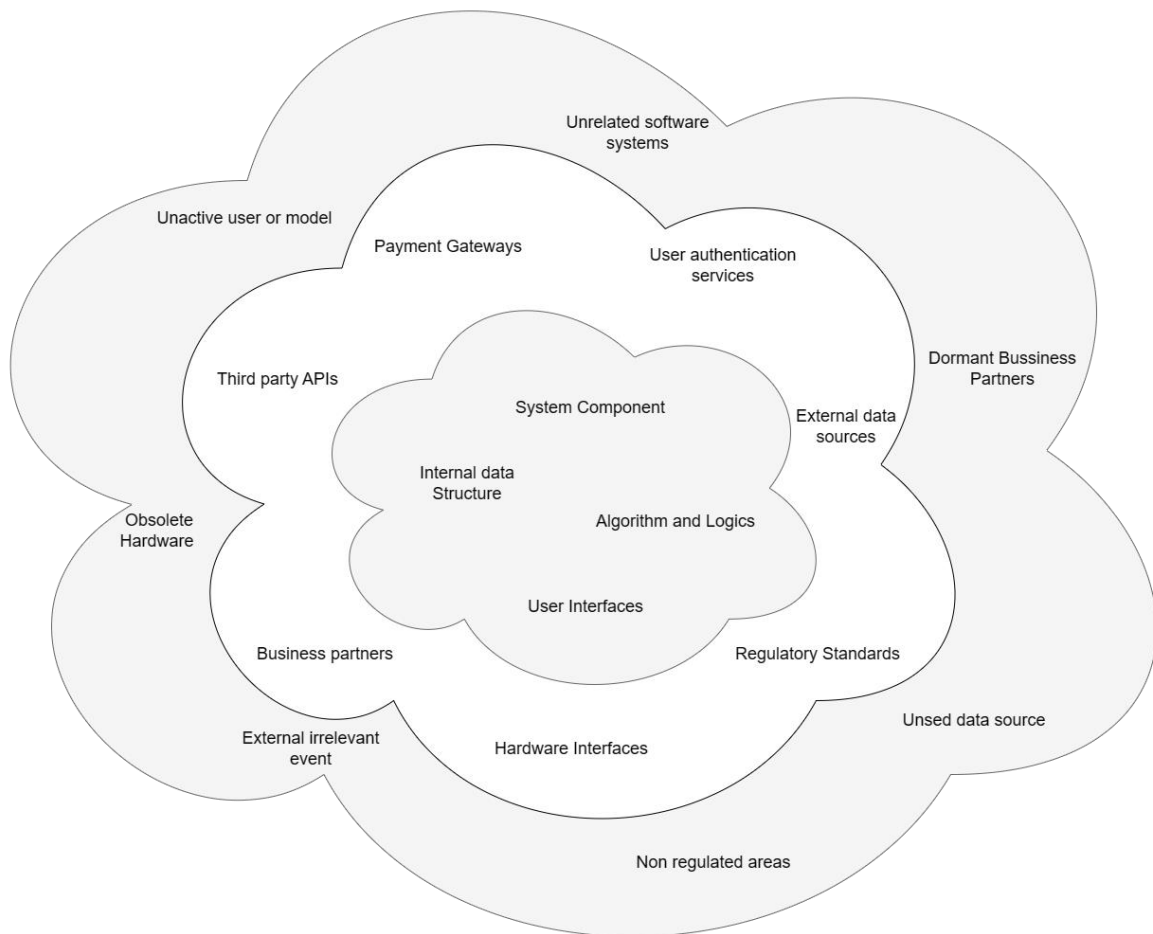 Unrelated software
systems
Unactive user or model
Payment Gateways
User authentication
services
Third party APIs
Dormant Bussiness
Partners
System Component
External data
sources
Internal data
Structure
Algorithm and Logics
Obsolete
Hardware
User Interfaces
Business partners
Regulatory Standards
Unsed data source
External irrelevant
event
Hardware Interfaces
Non regulated areas